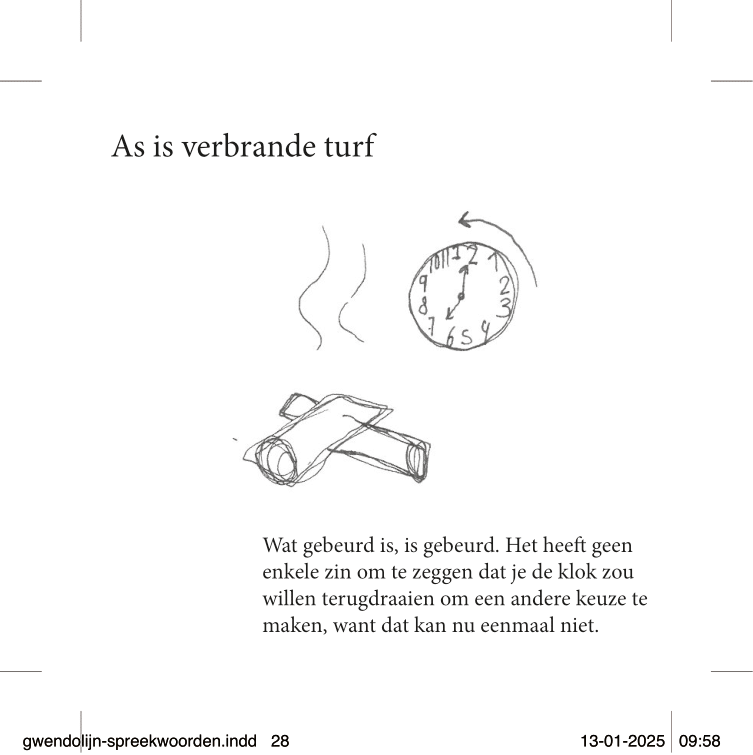 As is verbrande turf
12
11
10
1
9
2
8
3
7
4
6
5
Wat gebeurd is, is gebeurd. Het heeft geen
enkele zin om te zeggen dat je de klok zou
willen terugdraaien om een andere keuze te
maken, want dat kan nu eenmaal niet.
gwendolijn-spreekwoorden.indd 28
13-01-2025 09:58